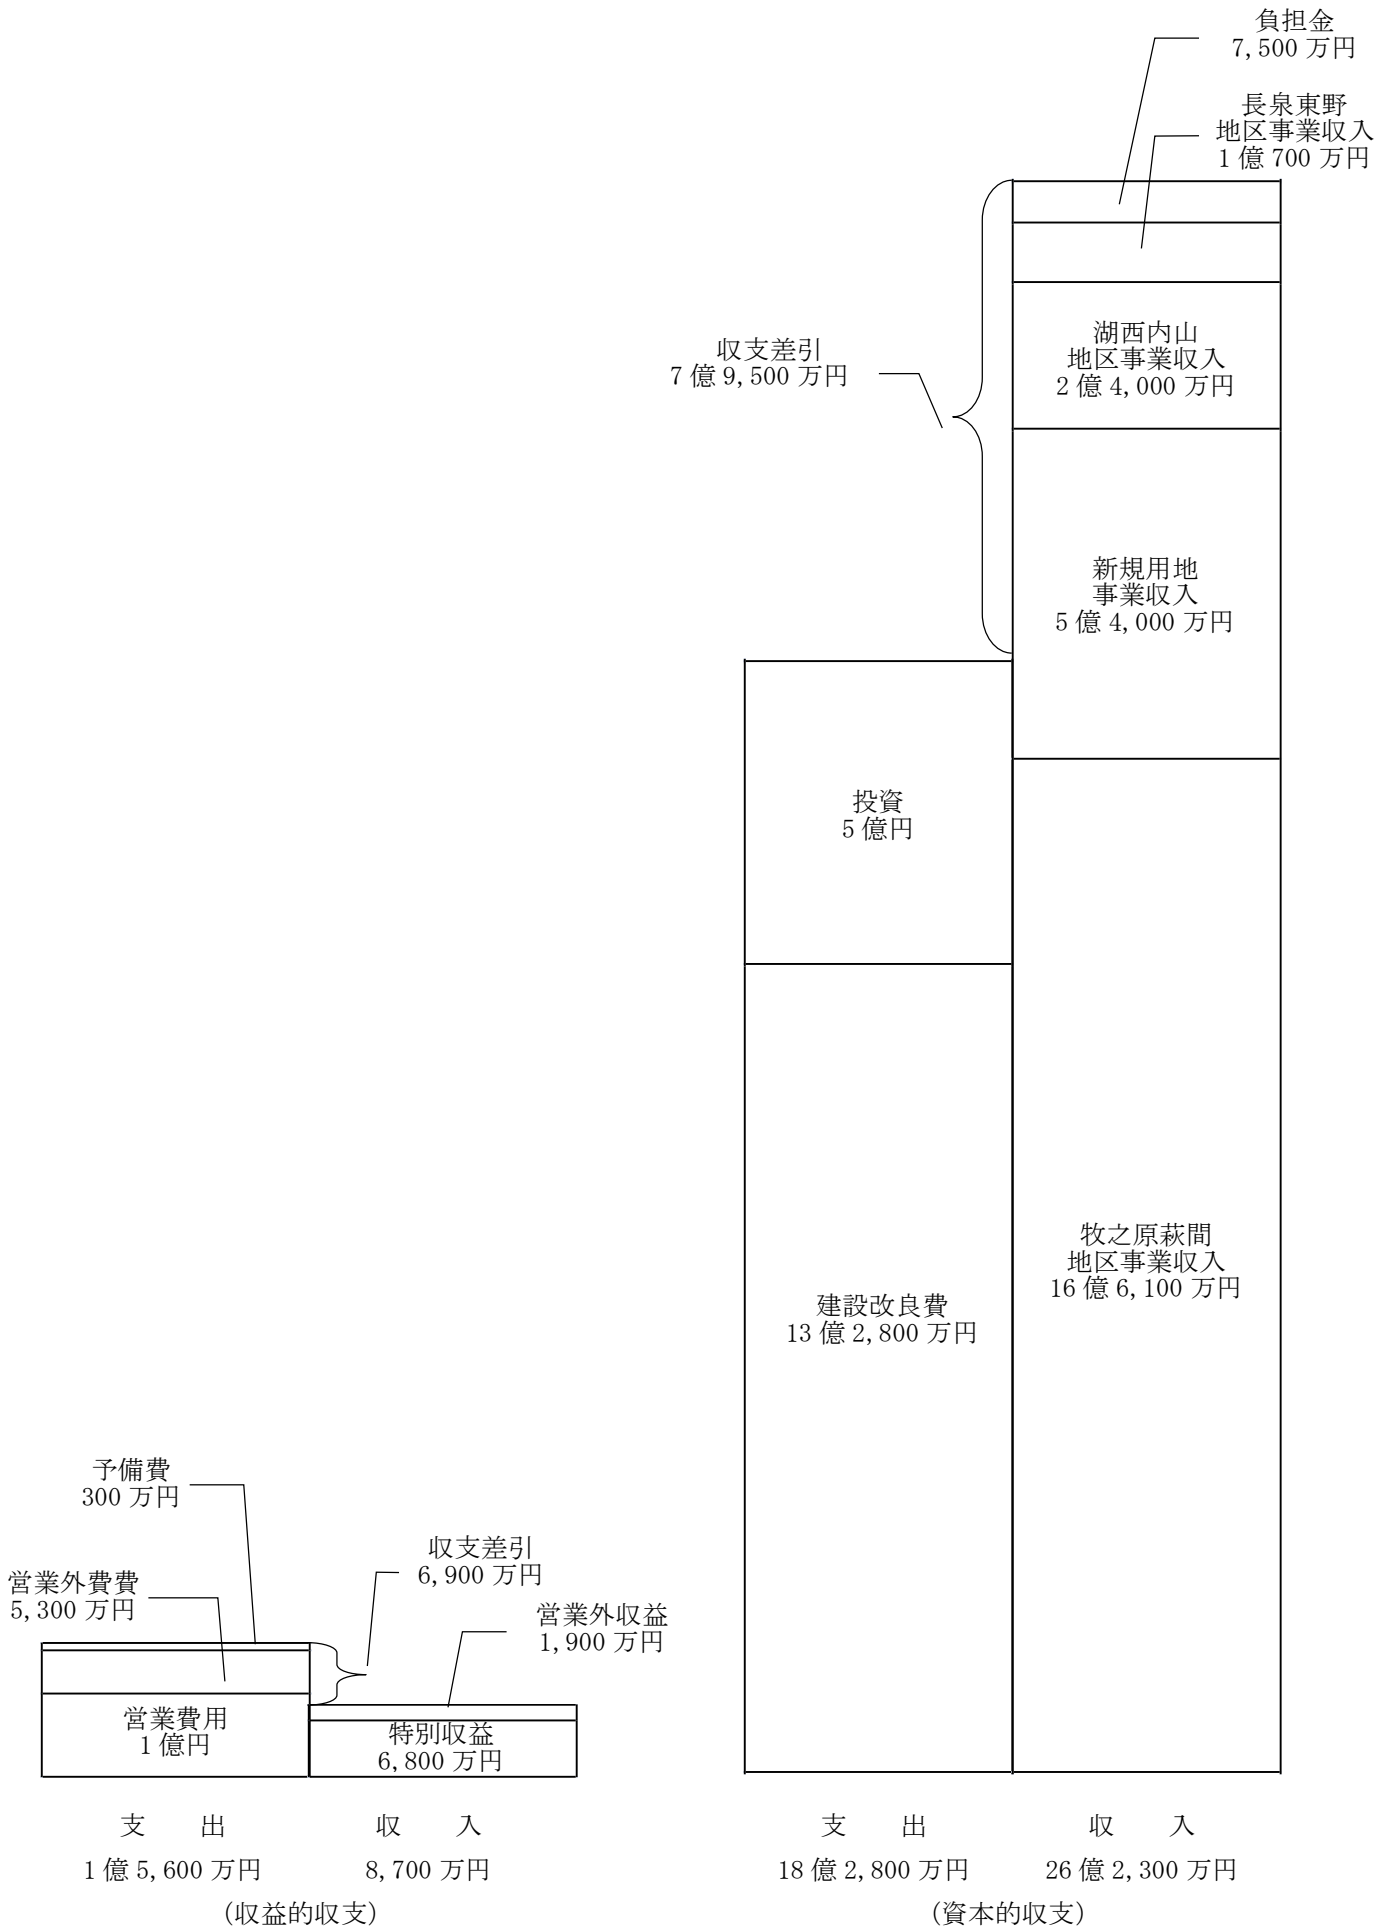 負担金
7,500 万円
長泉東野
地区事業収入
1 億 700 万円
収支差引
7 億 9,500 万円
湖西内山
地区事業収入
2 億 4,000 万円
新規用地
事業収入
5 億 4,000 万円
投資
5 億円
牧之原萩間
地区事業収入
16 億 6,100 万円
建設改良費
13 億 2,800 万円
予備費
300 万円
収支差引
6,900 万円
営業外費費
5,300 万円
営業外収益
1,900 万円
営業費用
1 億円
特別収益
6,800 万円
支 出 収 入
1 億 5,600 万円 8,700 万円
(収益的収支)
支 出 収 入
18 億 2,800 万円 26 億 2,300 万円
(資本的収支)